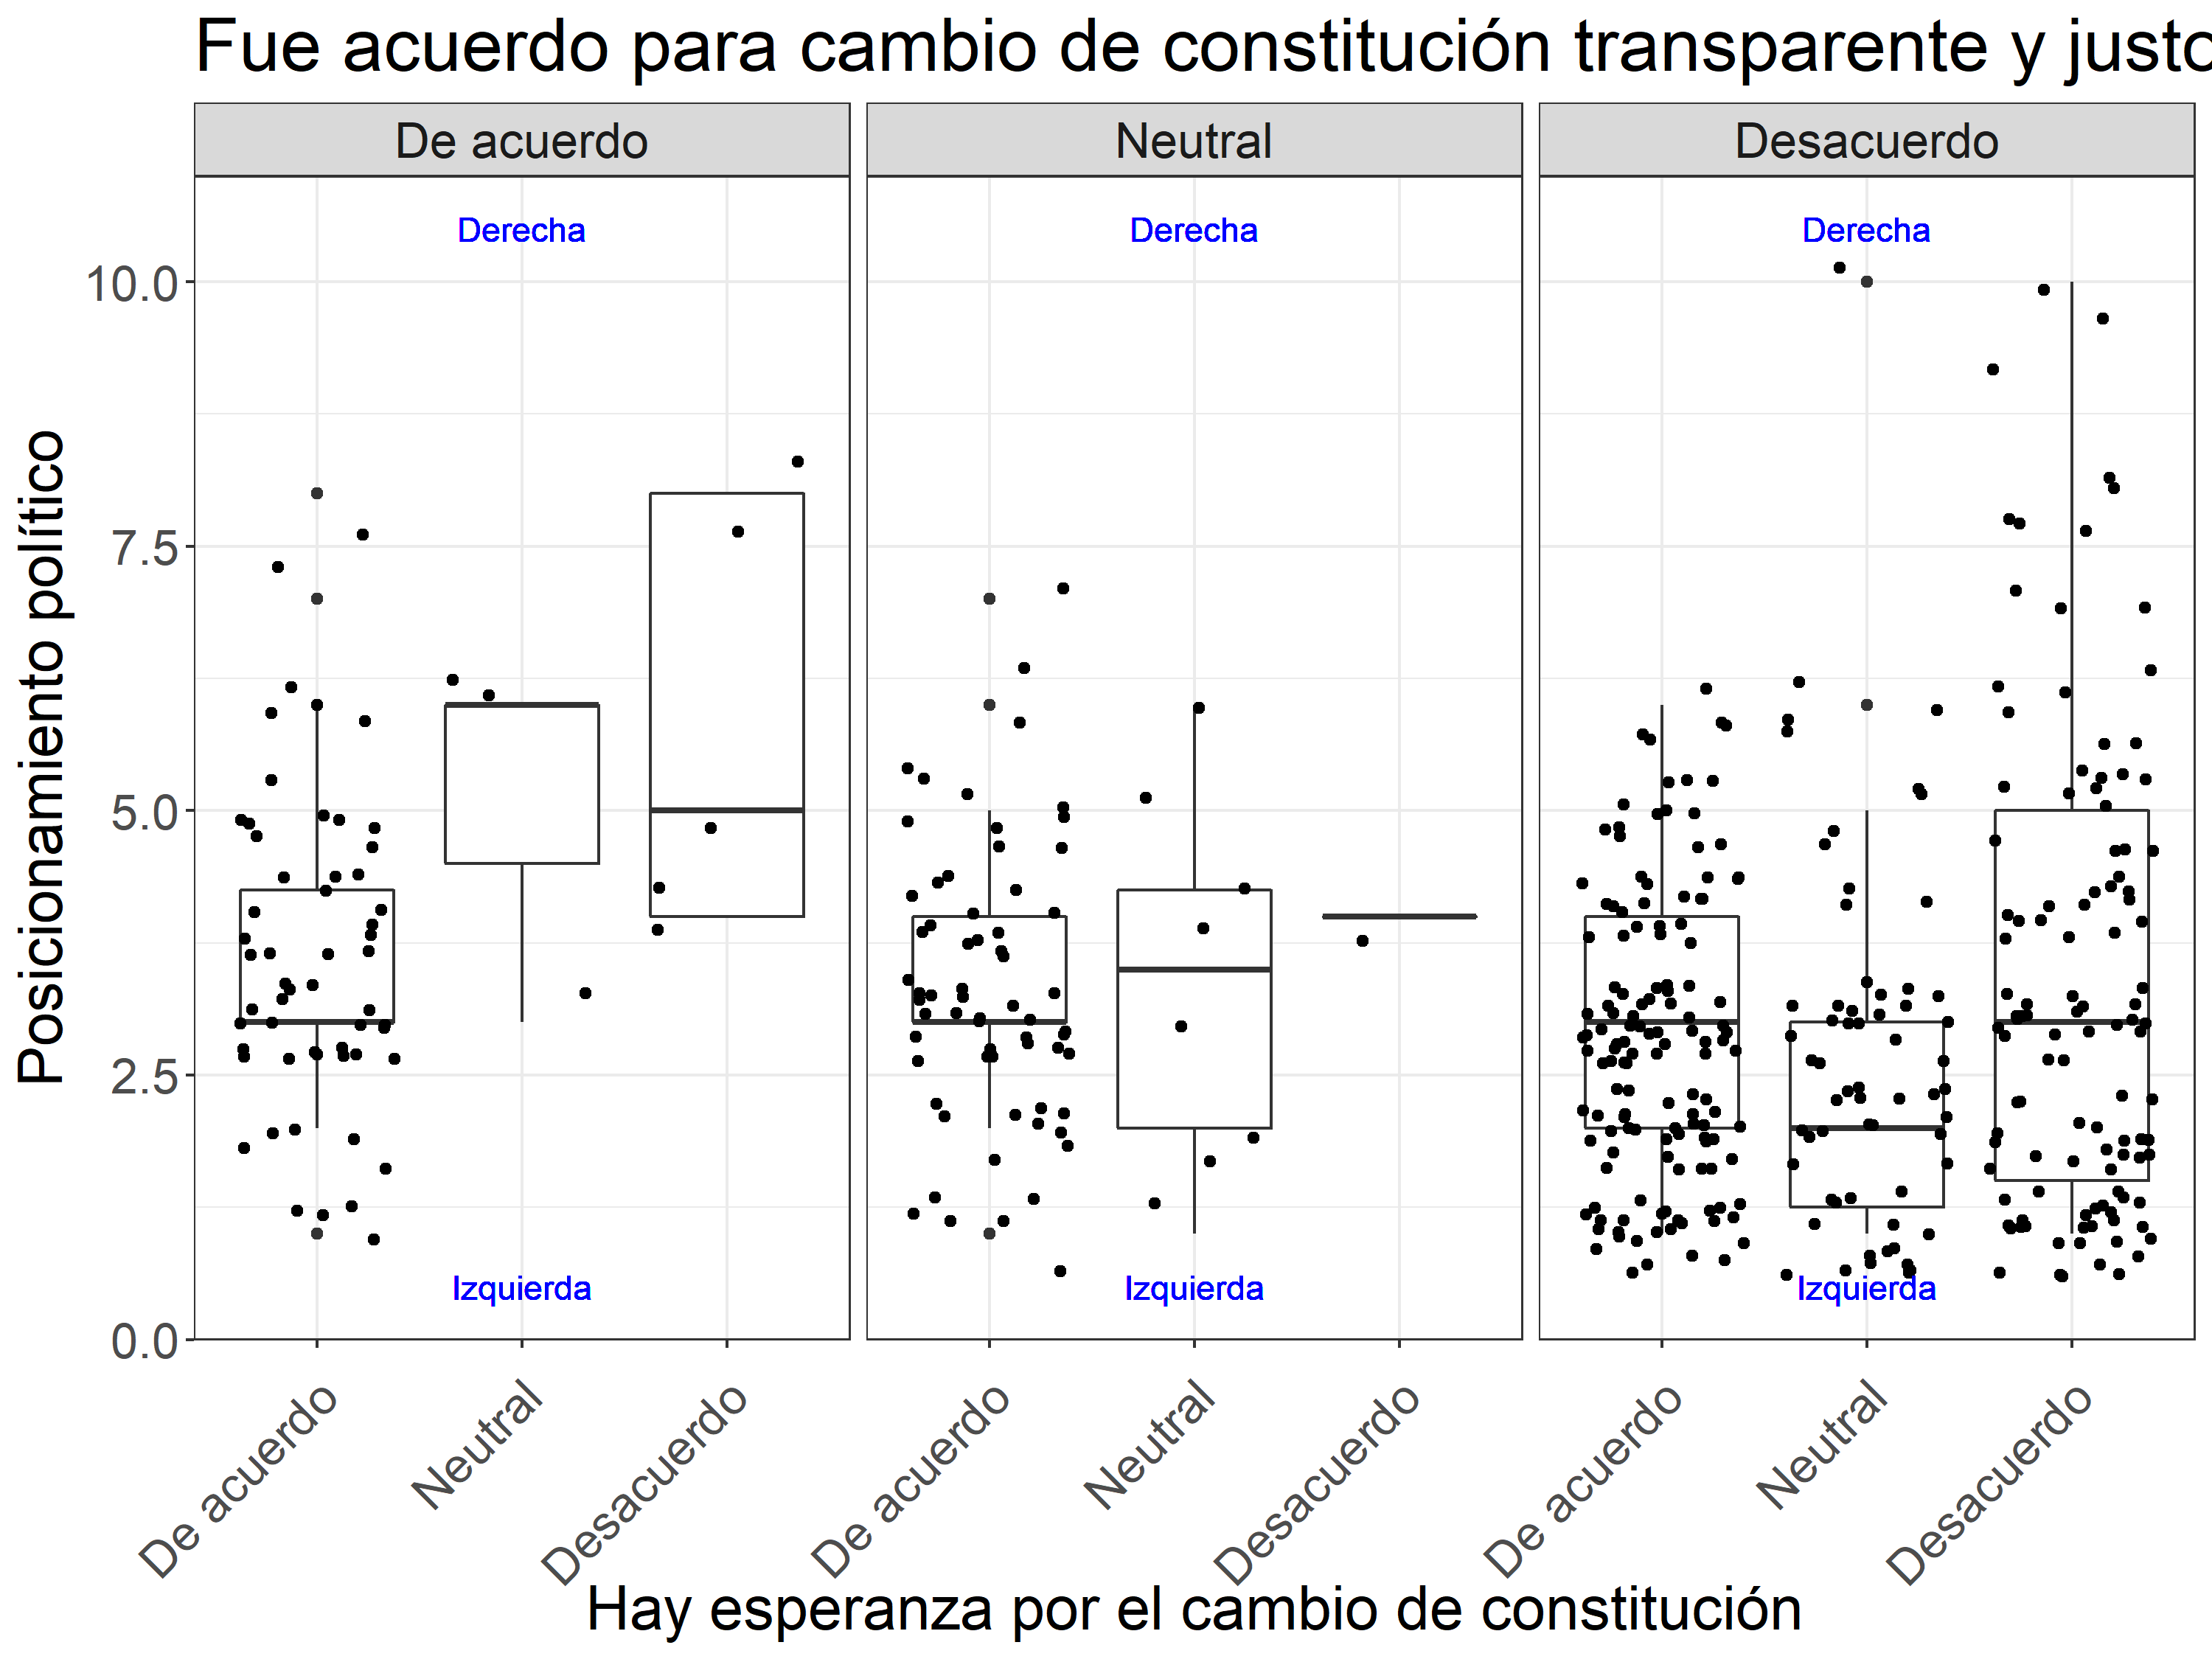 Fue acuerdo para cambio de constitución transparente y justo
De acuerdo
Neutral
Desacuerdo
Derecha
Derecha
Derecha
10.0
7.5
5.0
2.5
0.0
Posicionamiento político
Izquierda
Izquierda
Izquierda
De acuerdo
Neutral
Desacuerdo
De acuerdo
Neutral
Desacuerdo
De acuerdo
Neutral
Desacuerdo
Hay esperanza por el cambio de constitución